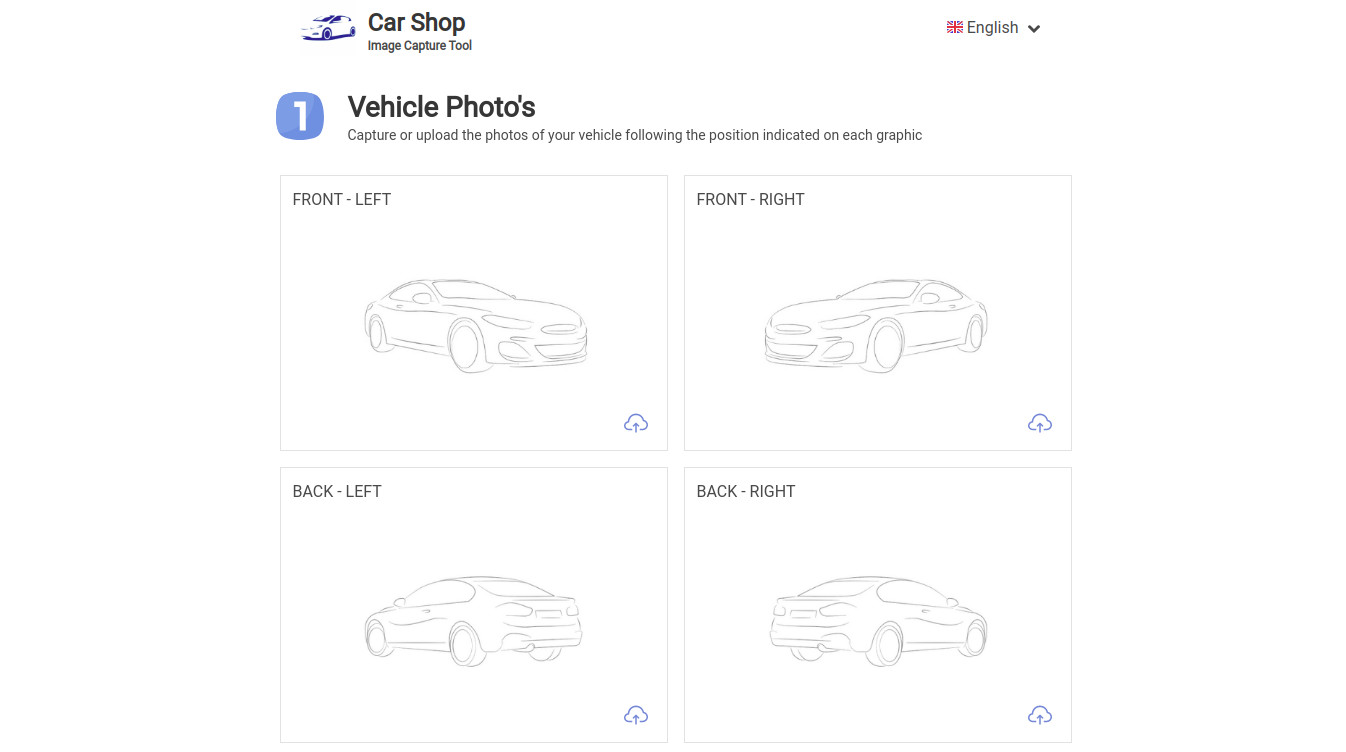 Car Shop
Image Capture Tool
English
1
Vehicle Photo's
Capture or upload the photos of your vehicle following the position indicated on each graphic
FRONT - LEFT
FRONT - RIGHT
BACK - LEFT
BACK - RIGHT